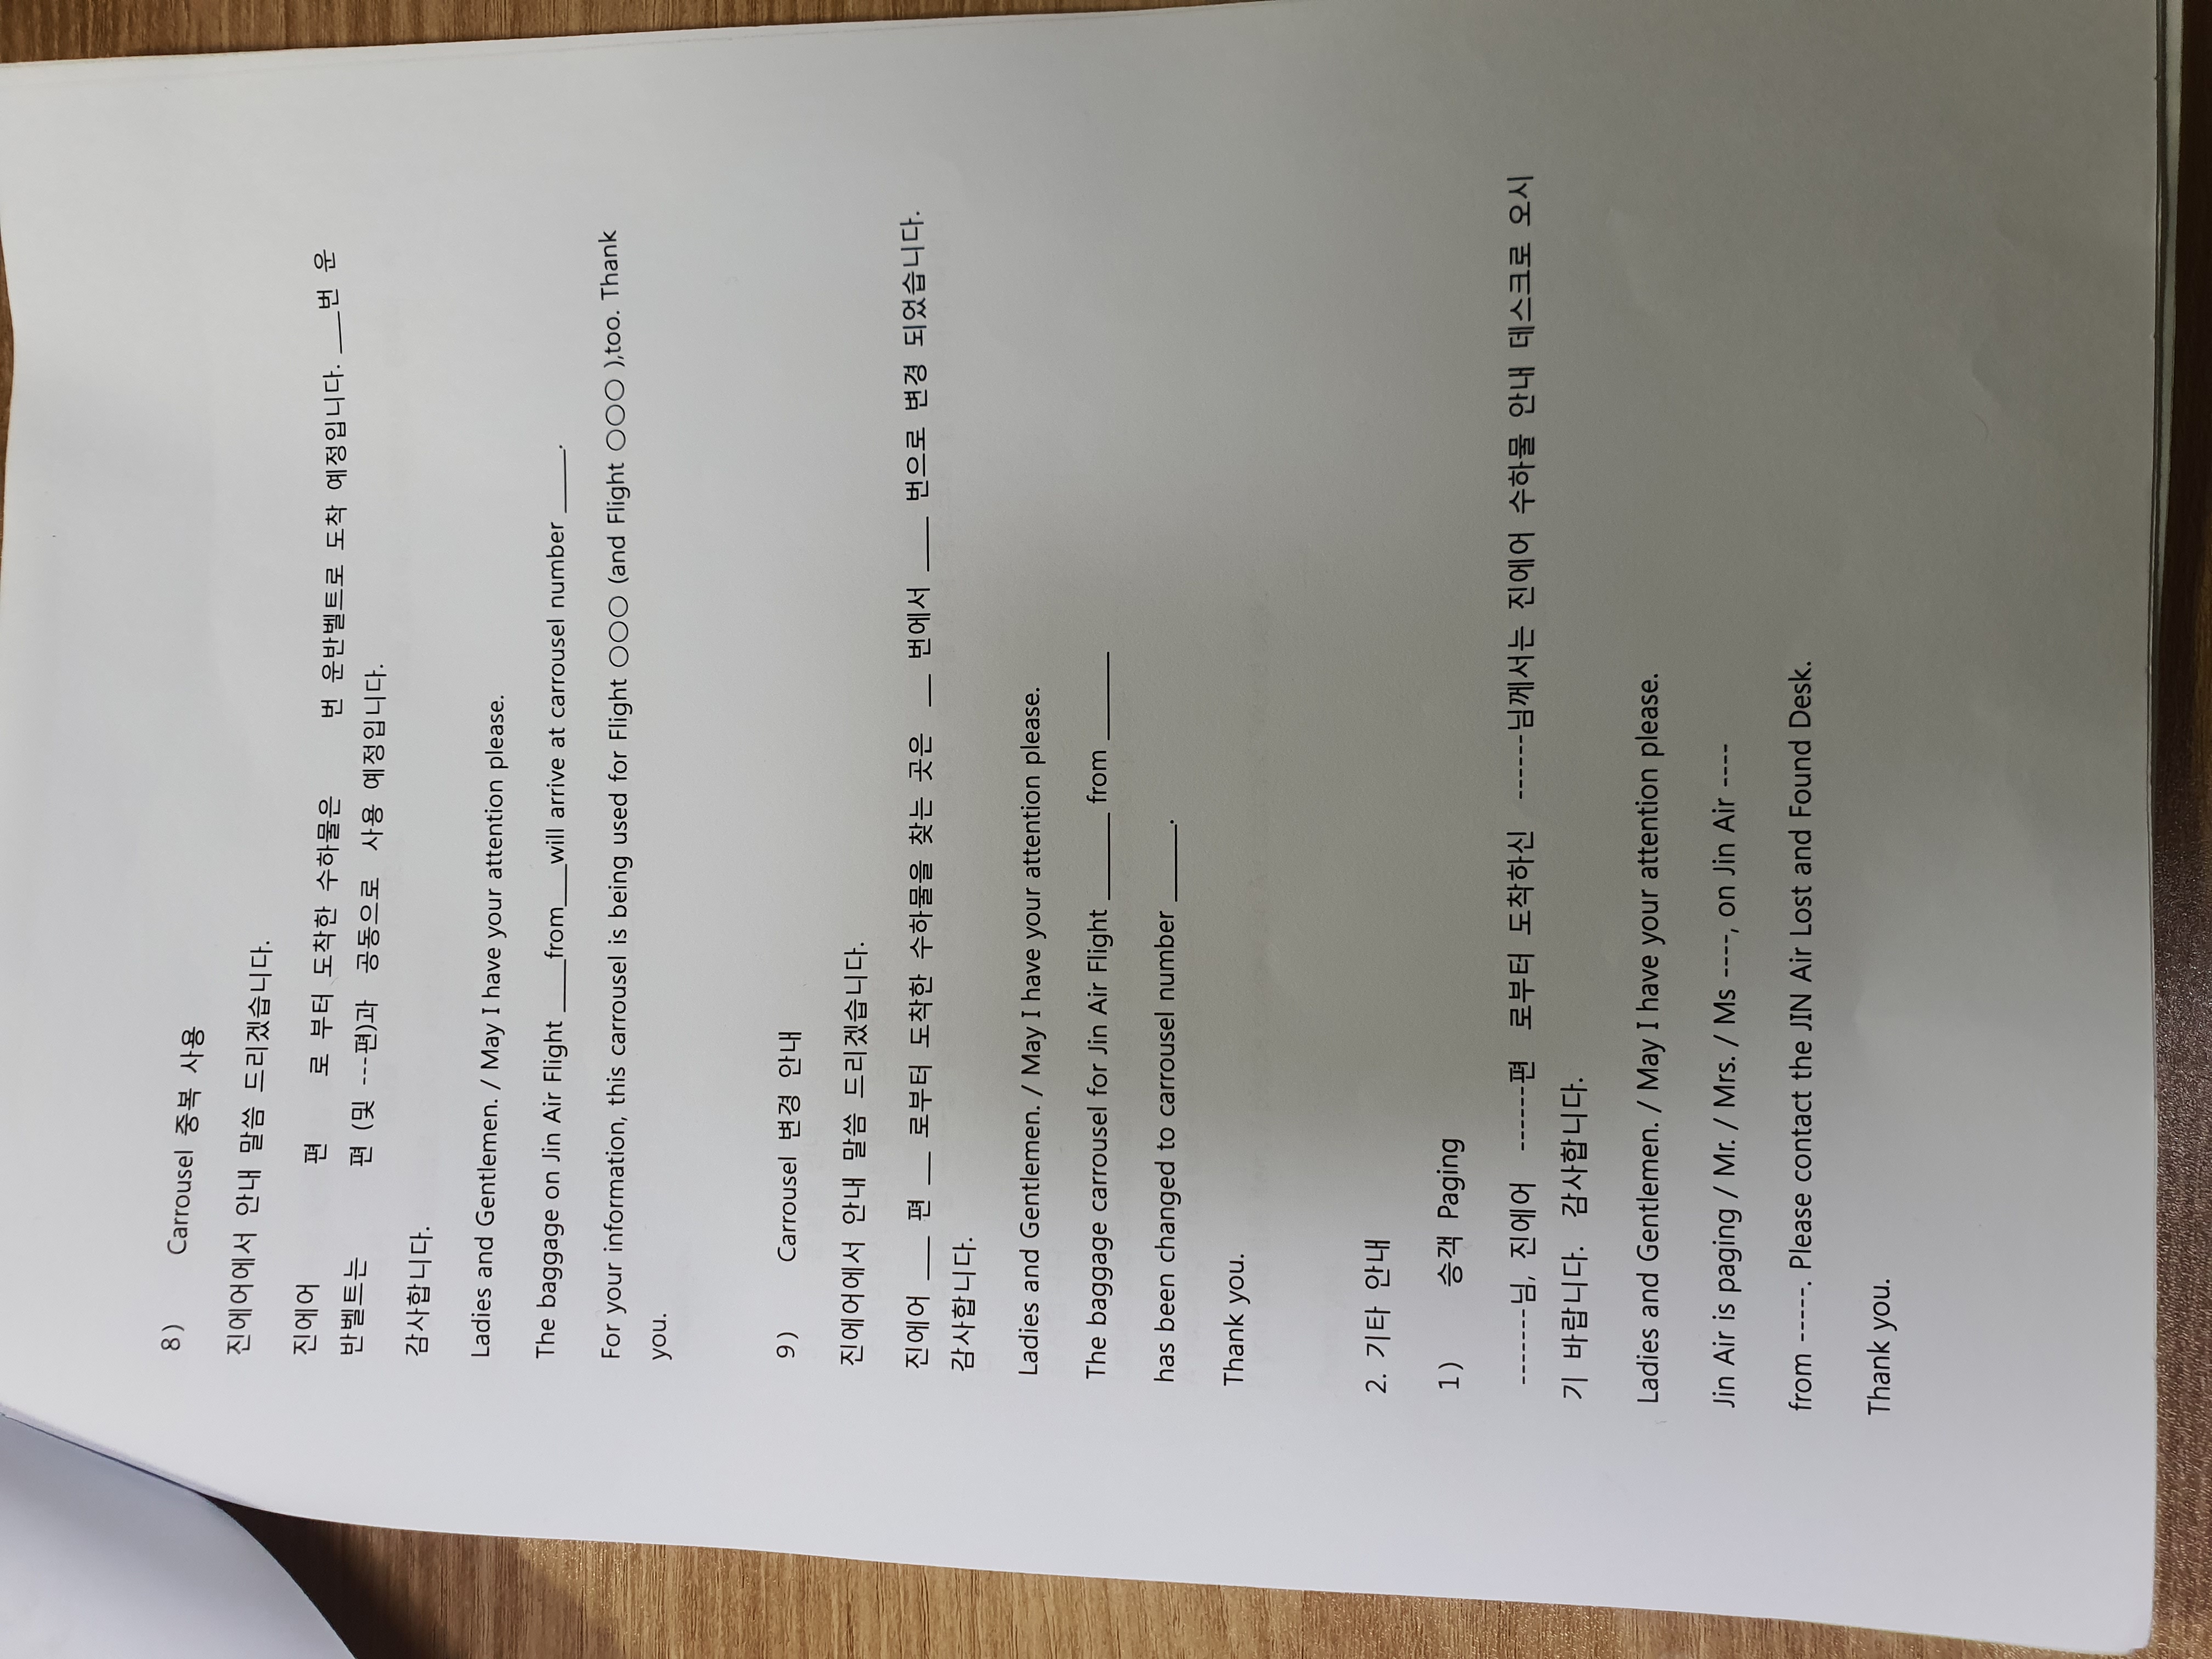 8) Carrousel 중복 사용
진에어에서 안내 말씀 드리겠습니다.
진에어 편 로 부터 도착한 수하물은 번 운반벨트로 도착 예정입니다. ___번 운
반벨트는 편 (및 ---편)과 공동으로 사용 예정입니다.
감사합니다.
Ladies and Gentlemen. / May I have your attention please.
The baggage on Jin Air Flight ____from___will arrive at carrousel number _____.
For your information, this carrousel is being used for Flight ○○○ (and Flight ○○○ ),too. Thank
you.
9) Carrousel 변경 안내
진에어에서 안내 말씀 드리겠습니다.
진에어 ___ 편 ___ 로부터 도착한 수하물을 찾는 곳은 ___ 번에서 ____ 번으로 변경 되었습니다.
감사합니다.
Ladies and Gentlemen. / May I have your attention please.
The baggage carrousel for Jin Air Flight _______ from _______
has been changed to carrousel number ______.
Thank you.
2. 기타 안내
1) 승객 Paging
-------님, 진에어 ------편 로부터 도착하신 ------님께서는 진에어 수하물 안내 데스크로 오시
기 바랍니다. 감사합니다.
Ladies and Gentlemen. / May I have your attention please.
Jin Air is paging / Mr. / Mrs. / Ms ----, on Jin Air ----
from -----. Please contact the JIN Air Lost and Found Desk.
Thank you.